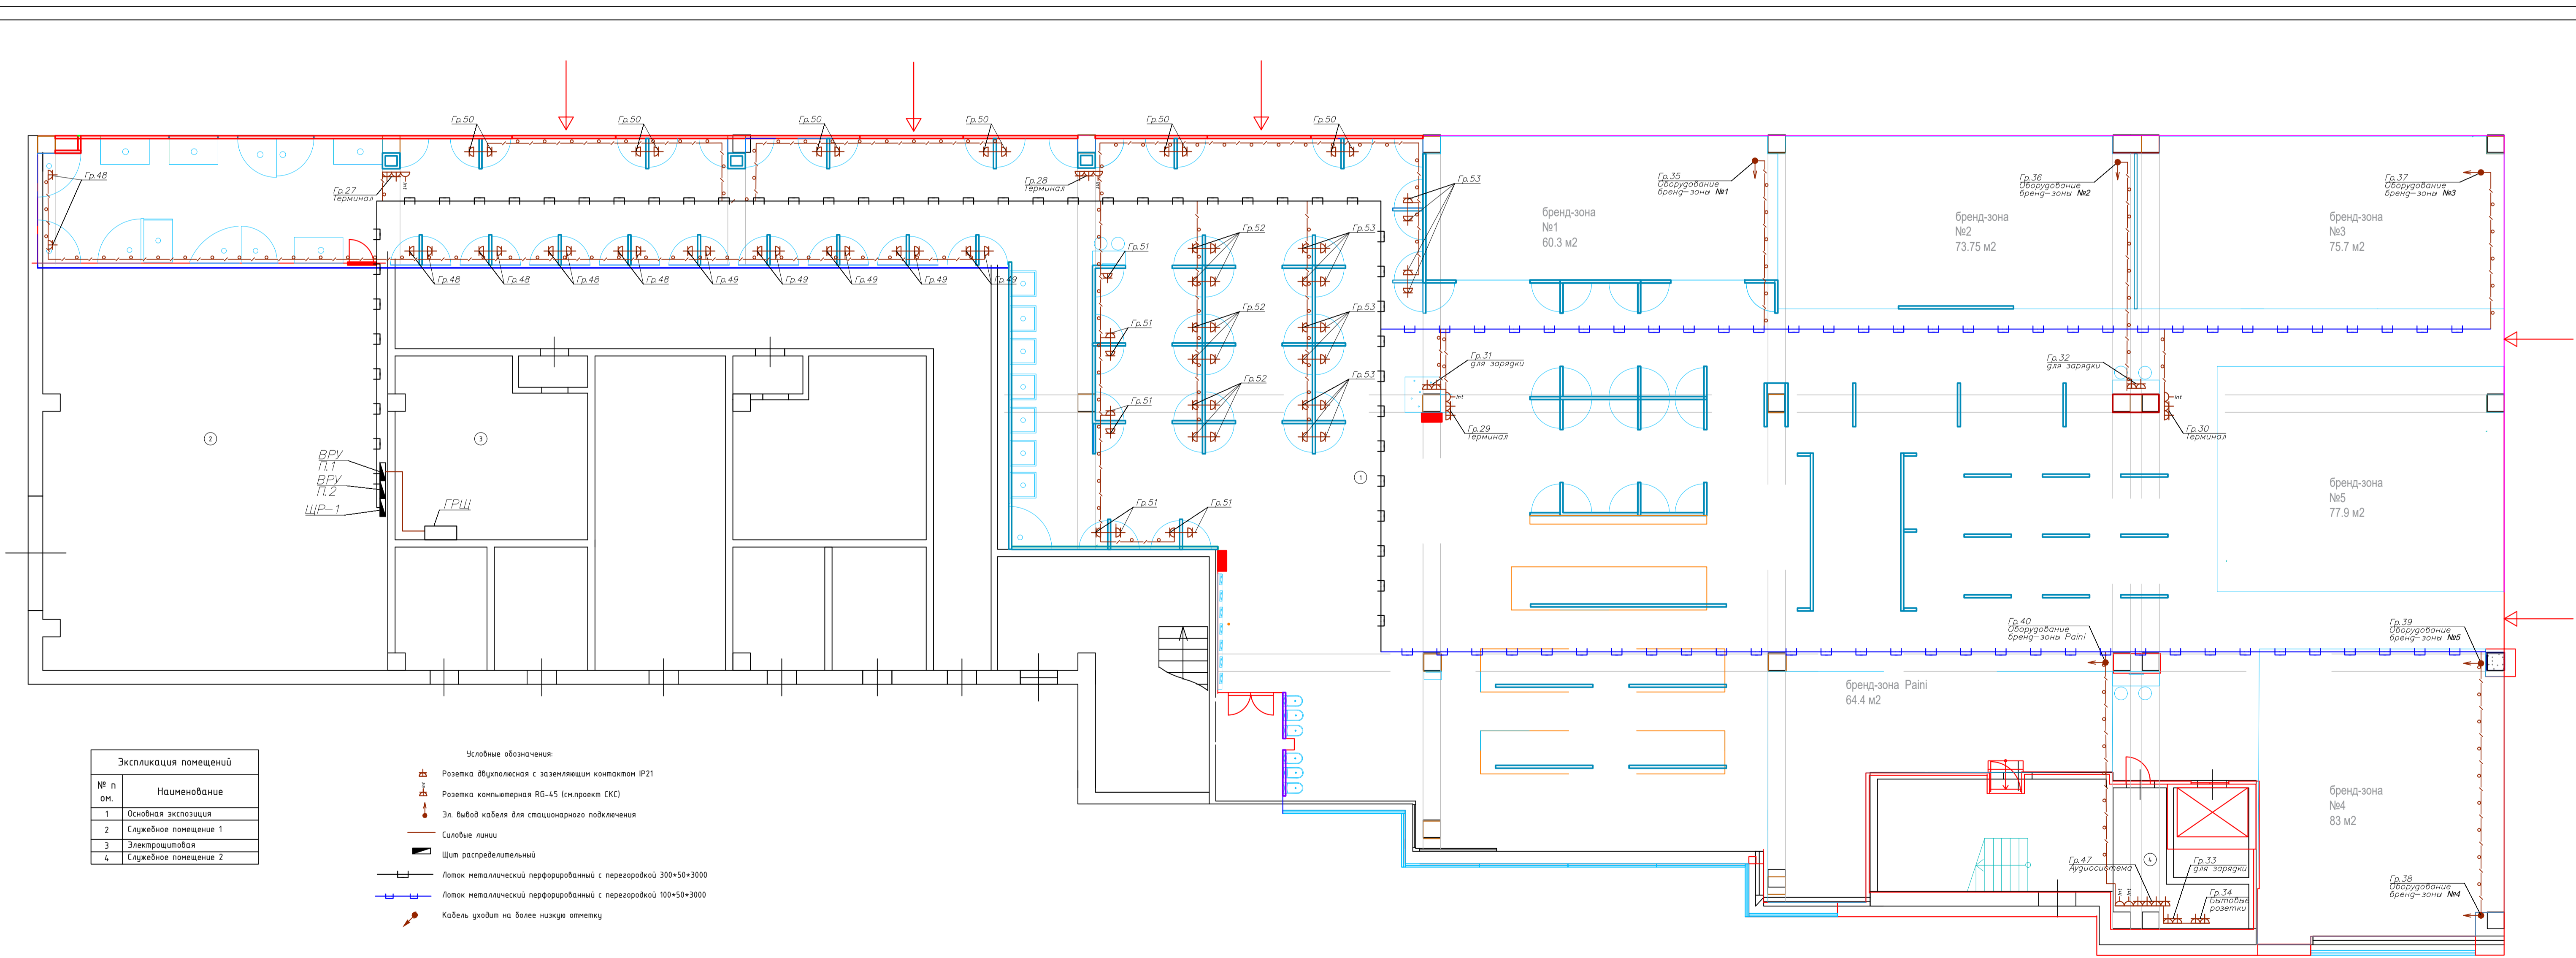 Гр.50
Гр.50
Гр.50
Гр.50
Гр.50
Гр.50
Гр.48
Гр.27
Терминал
Гр.28
Терминал
Гр.53
Гр.35
Оборудование
бренд-зоны №1
Гр.36
Оборудование
бренд-зоны №2
Гр.37
Оборудование
бренд-зоны №3
бренд-зона
№1
60.3 м2
бренд-зона
№2
73.75 м2
бренд-зона
№3
75.7 м2
Гр.51
Гр.52
Гр.53
Гр.48
Гр.48
Гр.48
Гр.48
Гр.49
Гр.49
Гр.49
Гр.49
Гр.49
Гр.51
Гр.52
Гр.53
Гр.51
Гр.52
Гр.53
Гр.31
для зарядки
Гр.32
для зарядки
Int
Int
Гр.29
Терминал
Гр.30
Терминал
2
3
1
ВРУ
П.1
ВРУ
П.2
ЩР-1
ГРЩ
Гр.51
Гр.51
бренд-зона
№5
77.9 м2
Гр.40
Оборудование
бренд-зоны Paini
Гр.39
Оборудование
бренд-зоны №5
бренд-зона Paini
64.4 м2
бренд-зона
№4
83 м2
Гр.47
Аудиосистема
4
Гр.33
для зарядки
Гр.34
Бытовые
розетки
Int
Int
Гр.38
Оборудование
бренд-зоны №4
Экспликация помещений
№ п
ом.
Наименование
1 Основная экспозиция
2 Служебное помещение 1
3 Электрощитовая
4 Служебное помещение 2
Условные обозначения:
Розетка двухполюсная с заземляющим контактом IP21
Int
Розетка компьютерная RG-45 (см.проект СКС)
Эл. вывод кабеля для стационарного подключения
Силовые линии
Щит распределительный
Лоток металлический перфорированный с перегородкой 300*50*3000
Лоток металлический перфорированный с перегородкой 100*50*3000
Кабель уходит на более низкую отметку